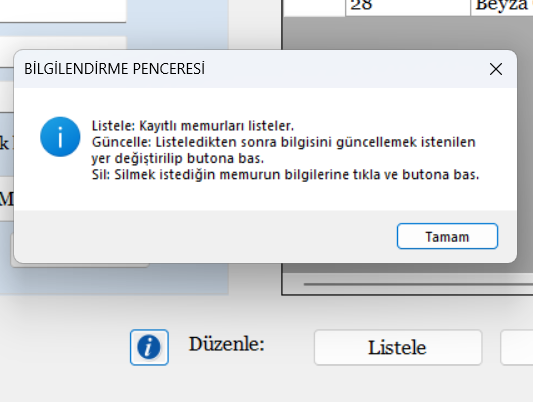 28
Beyza
BİLGİLENDİRME PENCERESİ
Listele: Kayıtlı memurları listeler.
Güncelle: Listeledikten sonra bilgisini güncellemek istenilen
yer değiştirilip butona bas.
Sil: Silmek istediğin memurun bilgilerine tıkla ve butona bas.
k
M
Tamam
Düzenle:
Listele